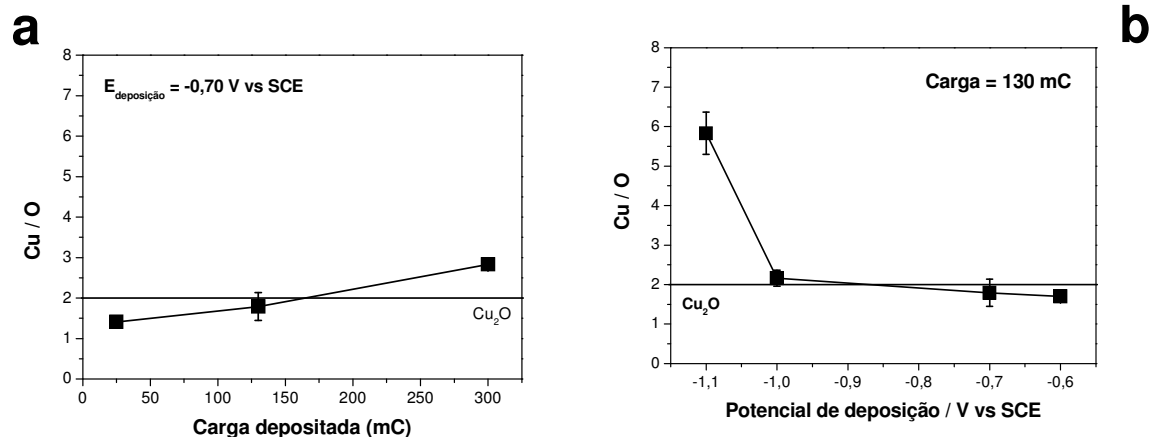 a
E deposição = -0,70 V vs SCE
Cu / O
8
7
6
5
4
3
2
1
0
Cu2O
0 50 100 150 200 250 300
Carga depositada (mC)
b
Carga = 130 mC
Cu / O
8
7
6
5
4
3
2
1
0
Cu2O
-1,1 -1,0 -0,9 -0,8 -0,7 -0,6
Potencial de deposição / V vs SCE